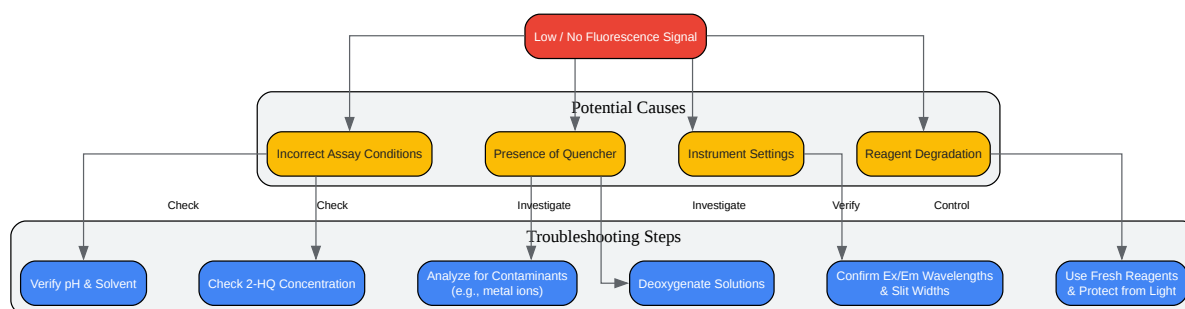 Low / No Fluorescence Signal
Potential Causes
Incorrect Assay Conditions
Presence of Quencher
Instrument Settings
Reagent Degradation
Check
Check
Investigate
Investigate
Verify
Control
Troubleshooting Steps
Verify pH & Solvent
Check 2-HQ Concentration
Analyze for Contaminants
(e.g., metal ions)
Deoxygenate Solutions
Confirm Ex/Em Wavelengths
& Slit Widths
Use Fresh Reagents
& Protect from Light